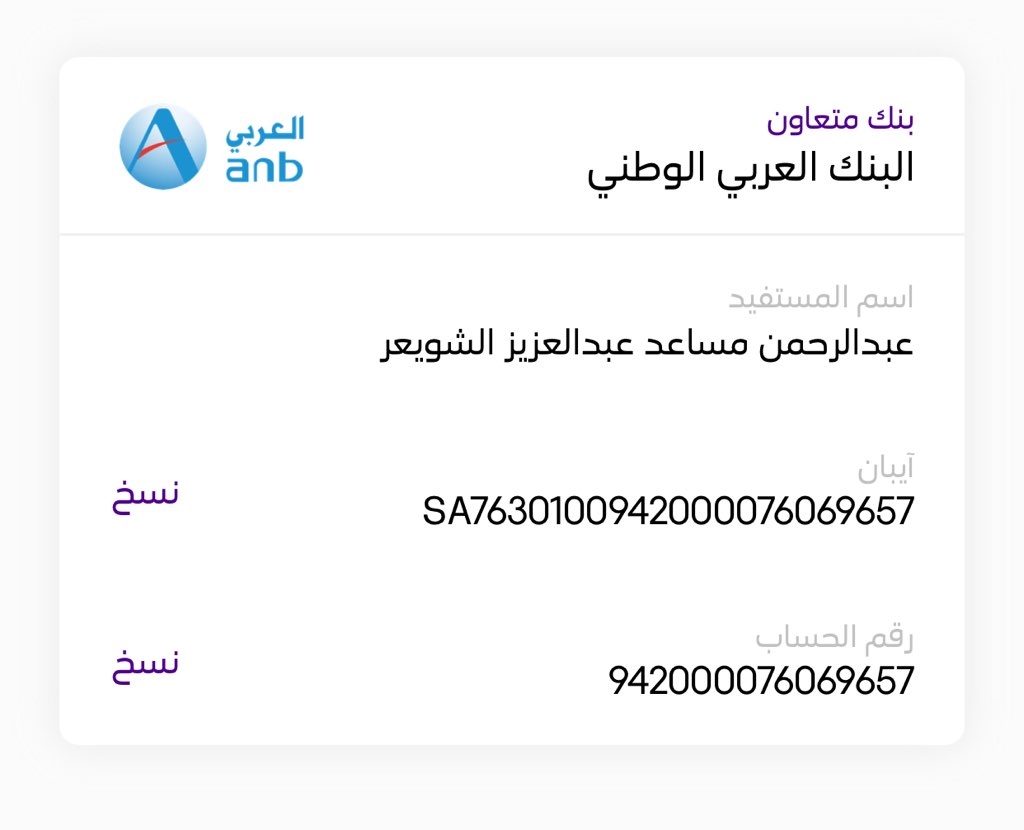 بنك متعاون
البنك العربي الوطني
العربي
anb
اسم المستفيد
عبدالرحمن مساعد عبدالعزيز الشويعر
آيبان
SA7630100942000076069657
نسخ
رقم الحساب
942000076069657
نسخ